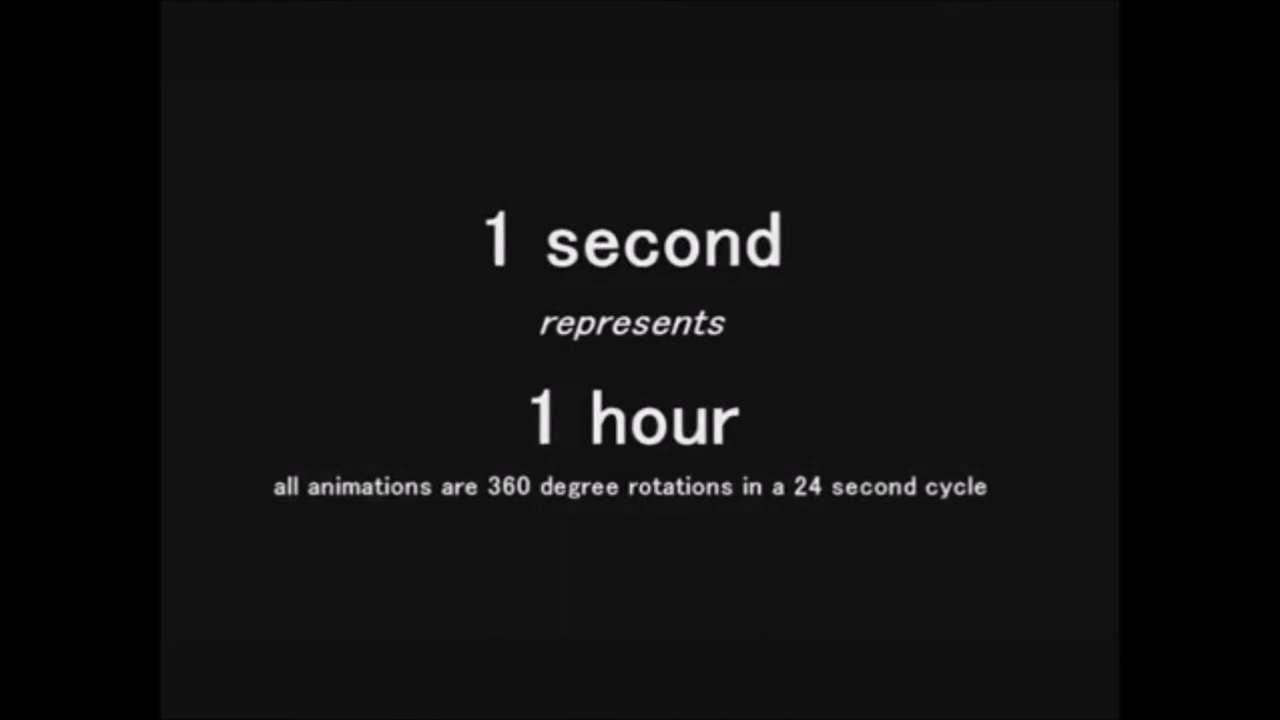 1 second
represents
1 hour
all animations are 360 degree rotations in a 24 second cycle